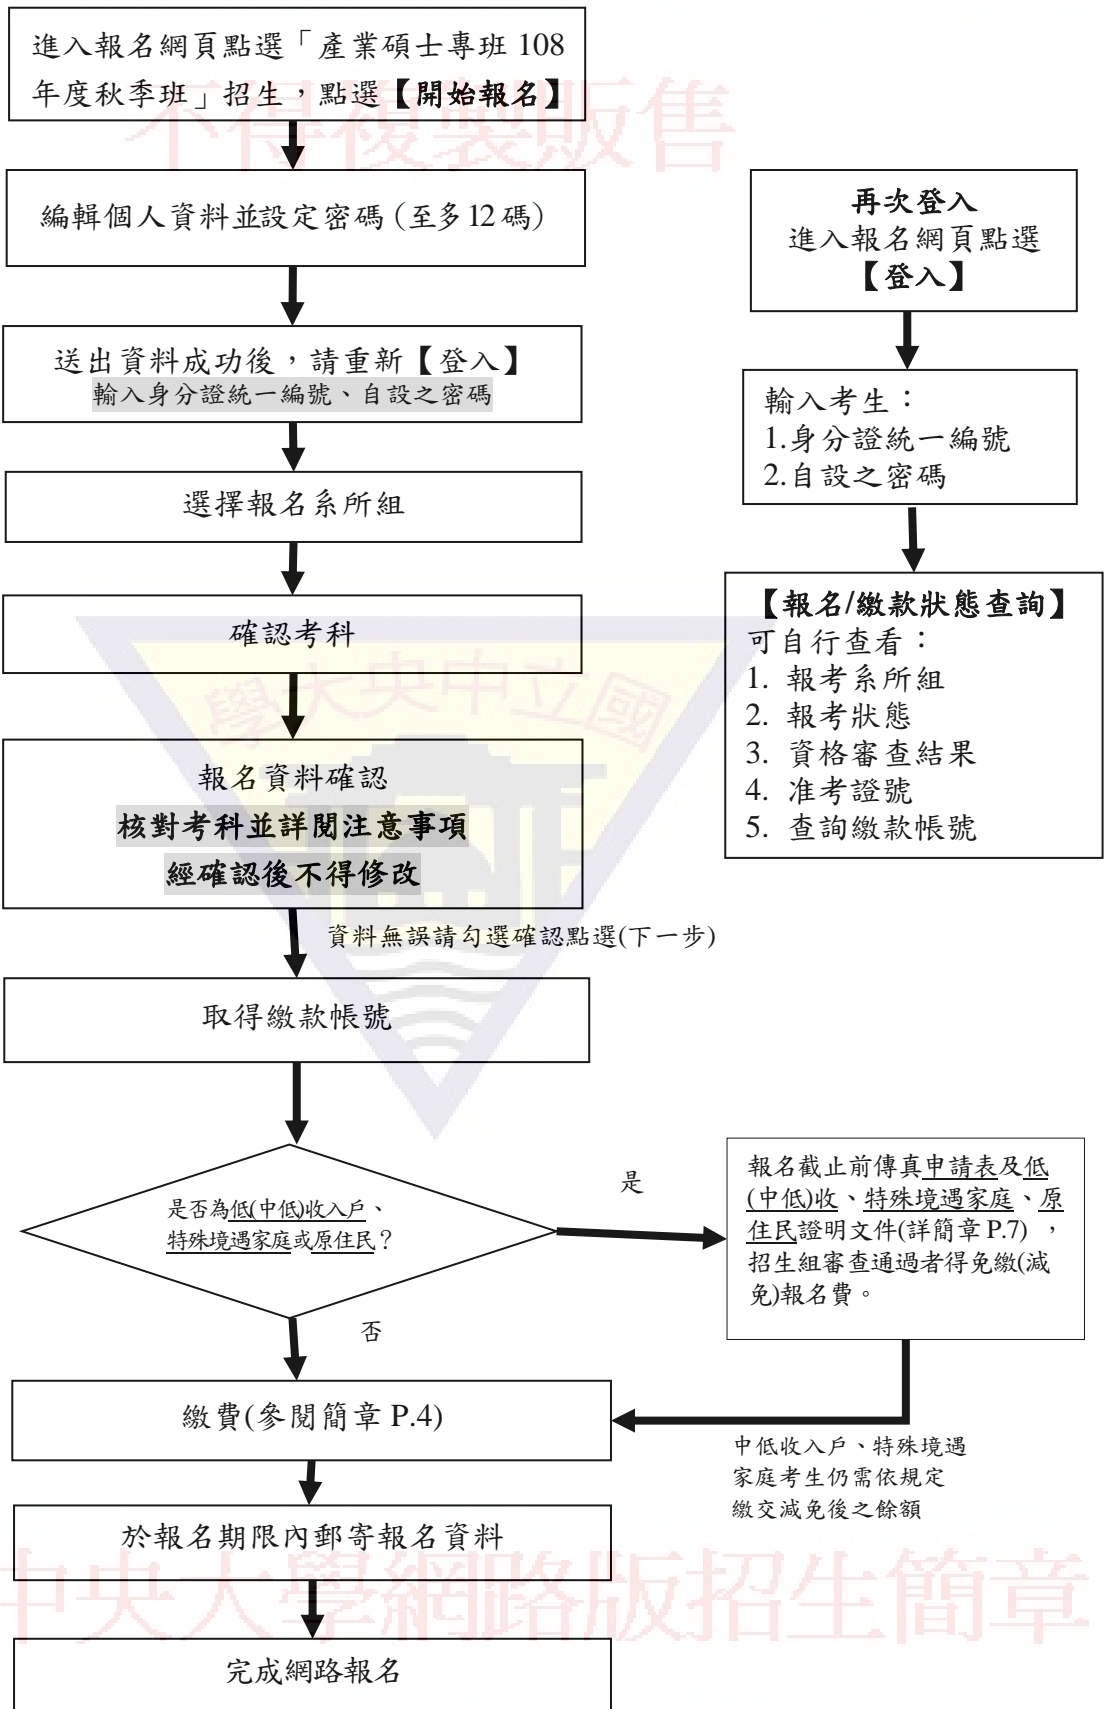 進入報名網頁點選「產業碩士專班 108
年度秋季班」招生，點選【開始報名】
不得複製販售
編輯個人資料並設定密碼（至多12碼）
送出資料成功後，請重新【登入】
輸入身分證統一編號、自設之密碼
選擇報名系所組
確認考科
學大央中立國
報名資料確認
核對考科並詳閱注意事項
經確認後不得修改
資料無誤請勾選確認點選(下一步)
取得繳款帳號
是否為低(中低)收入戶、
特殊境遇家庭或原住民？
是
否
報名截止前傳真申請表及低
(中低)收、特殊境遇家庭、原
住民證明文件(詳簡章 P.7) ，
招生組審查通過者得免繳(減
免)報名費。
繳費(參閱簡章 P.4)
中低收入戶、特殊境遇
家庭考生仍需依規定
繳交減免後之餘額
於報名期限內郵寄報名資料
中央大學網路版招生簡章
完成網路報名
再次登入
進入報名網頁點選
【登入】
輸入考生：
1.身分證統一編號
2.自設之密碼
【報名/繳款狀態查詢】
可自行查看：
1. 報考系所組
2. 報考狀態
3. 資格審查結果
4. 准考證號
5. 查詢繳款帳號